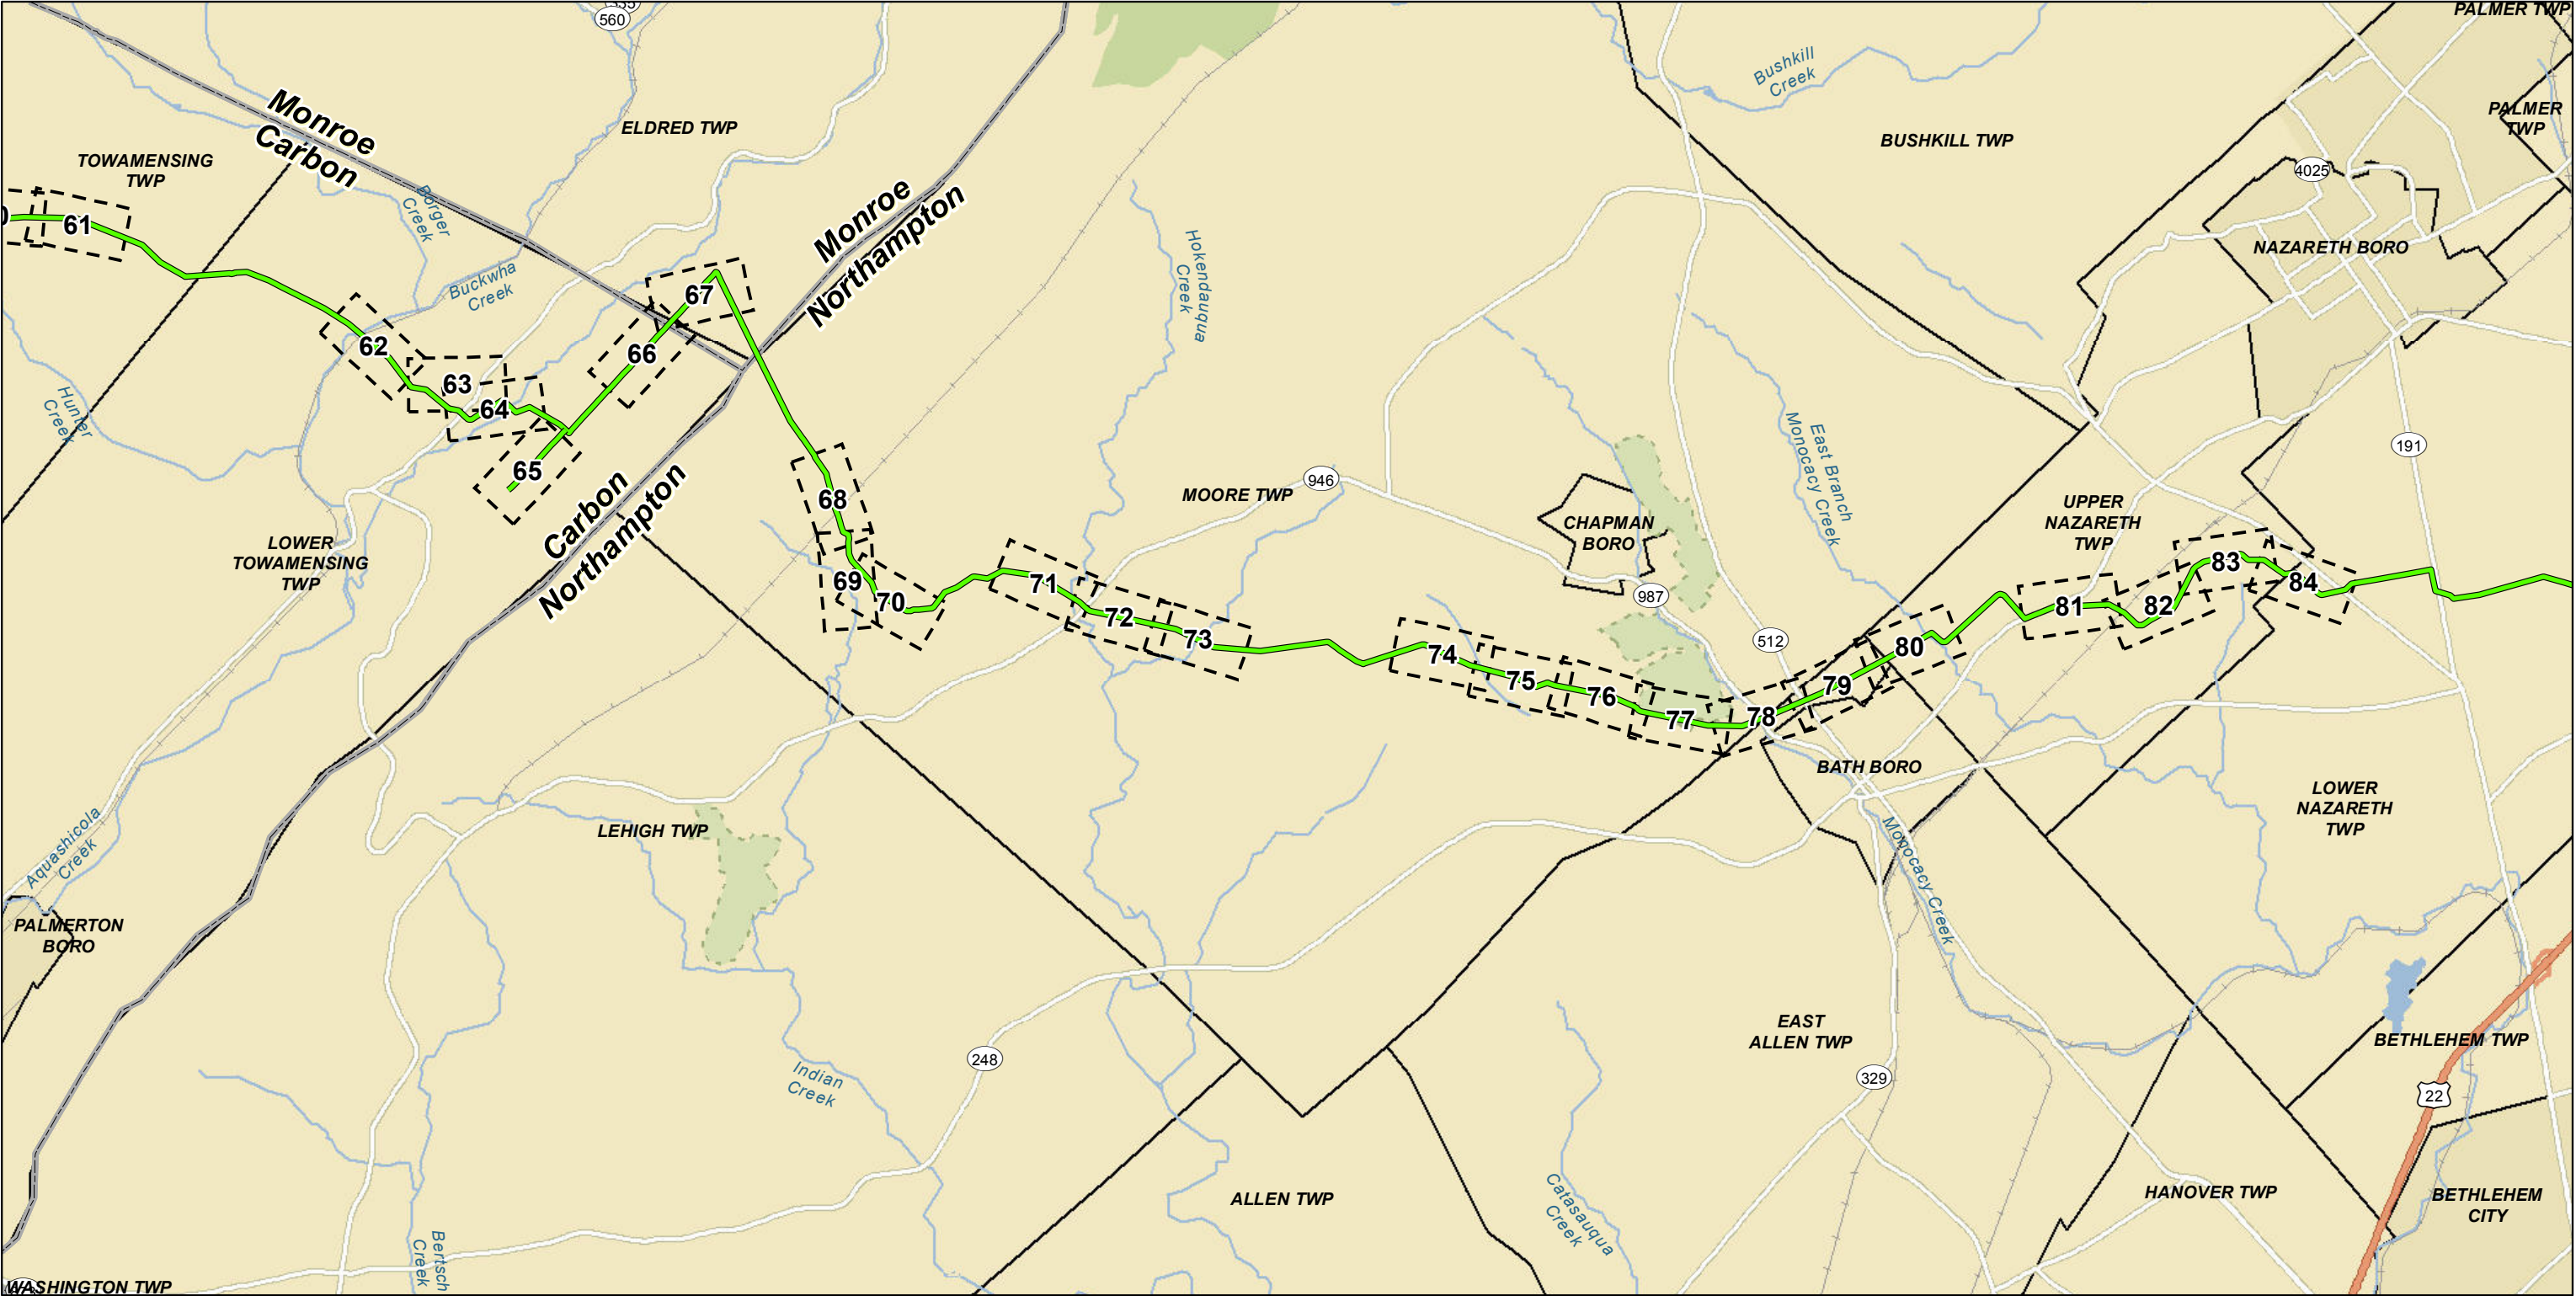 PALMER TWP
560
Monroe
Carbon
ELDRED TWP
TOWAMENSING
TWP
Borger
Creek
Buckwha
Creek
Monroe
Northampton
Hokendauqua
Creek
Bushkill
Creek
BUSHKILL TWP
PALMER
TWP
4025
NAZARETH BORO
61
62
63
64
65
66
67
Hunter
Creek
Carbon
Northampton
LOWER
TOWAMENSING
TWP
68
69
70
71
72
73
MOORE TWP
946
CHAPMAN
BORO
987
512
East Branch
Monocacy Creek
UPPER
NAZARETH
TWP
191
74
75
76
77
78
79
80
81
82
83
84
BATH BORO
LOWER
NAZARETH
TWP
Aquashicola
Creek
PALMERTON
BORO
LEHIGH TWP
Monocacy Creek
248
Indian
Creek
EAST
ALLEN TWP
329
BETHLEHEM TWP
22
ALLEN TWP
Catasauqua
Creek
HANOVER TWP
BETHLEHEM
CITY
Bertsch
Creek
WASHINGTON TWP